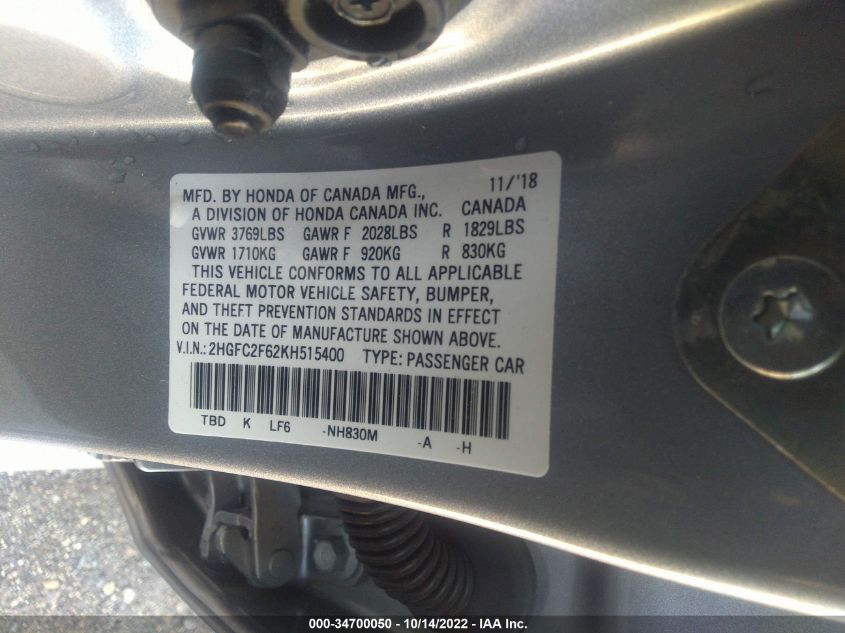 MFD. BY HONDA OF CANADA MFG., 11/'18
A DIVISION OF HONDA CANADA INC. CANADA
GVWR 3769LBS GAWR F 2028LBS R 1829LBS
GVWR 1710KG GAWR F 920KG R 830KG
THIS VEHICLE CONFORMS TO ALL APPLICABLE
FEDERAL MOTOR VEHICLE SAFETY, BUMPER,
AND THEFT PREVENTION STANDARDS IN EFFECT
ON THE DATE OF MANUFACTURE SHOWN ABOVE.
V.I.N.: 2HGFC2F62KH515400 TYPE: PASSENGER CAR
TBD K LF6 -NH830M -A -H
000-34700050 / 10/14/2022 - IAA Inc.